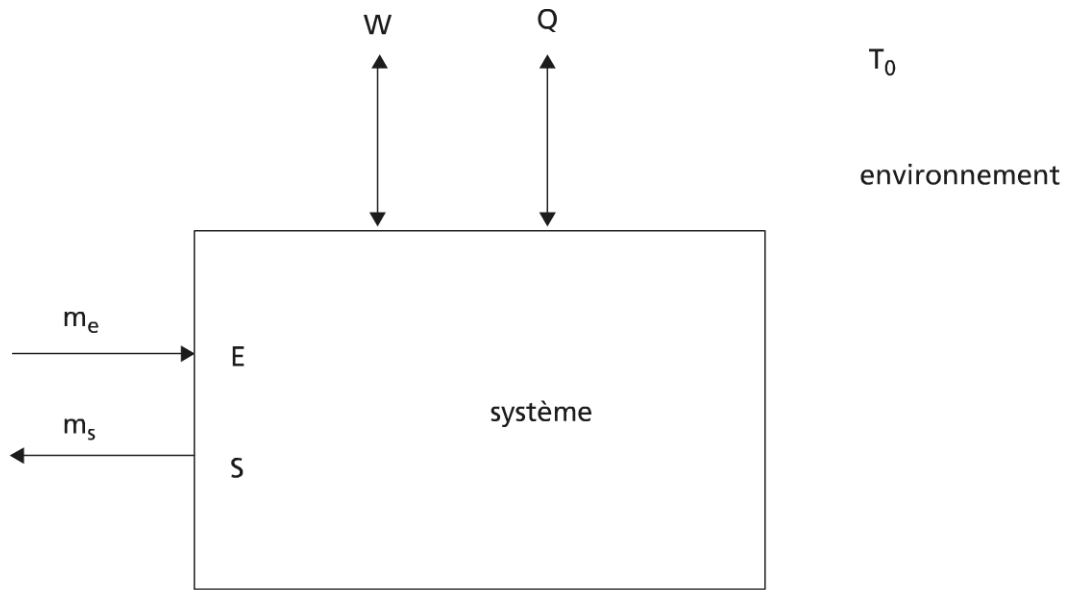 W
Q
T₀
environnement
mₑ
E
système
mₛ
S